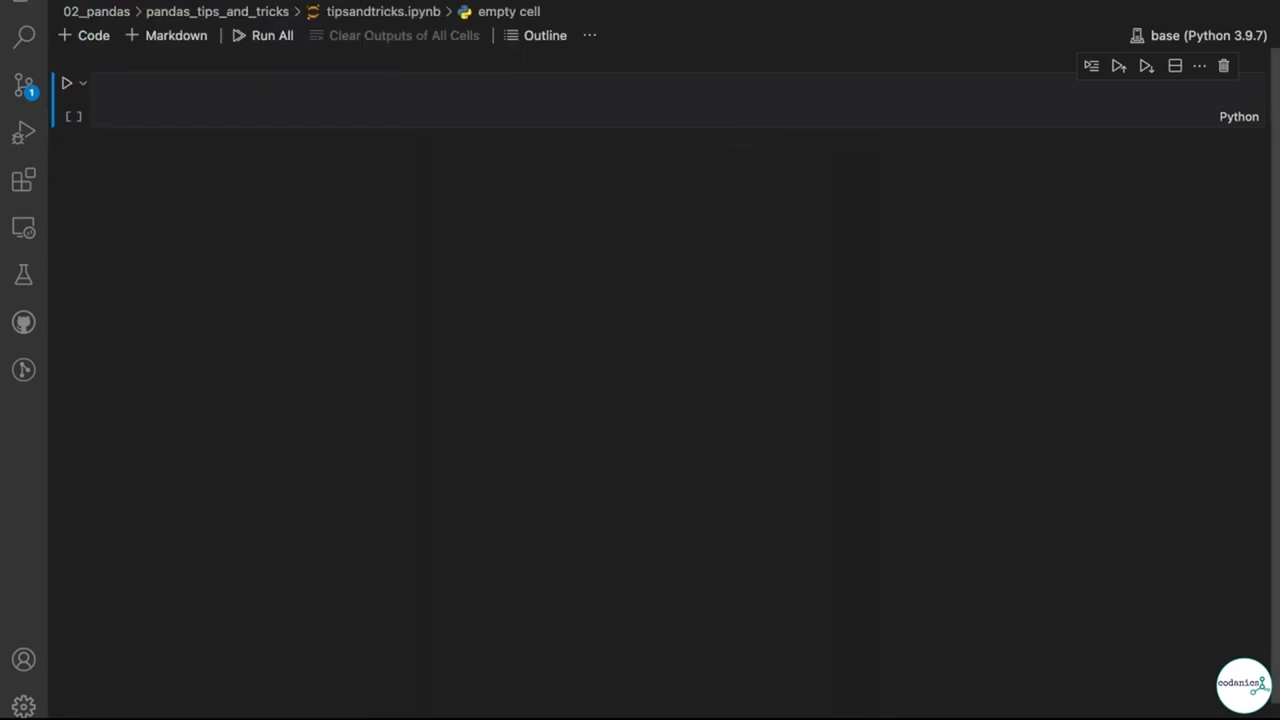 02_pandas > pandas_tips_and_tricks > tipsandtricks.ipynb > empty cell
+ Code + Markdown | Run All Clear Outputs of All Cells | Outline ...
base (Python 3.9.7)
1
[ ]
Python
codanics